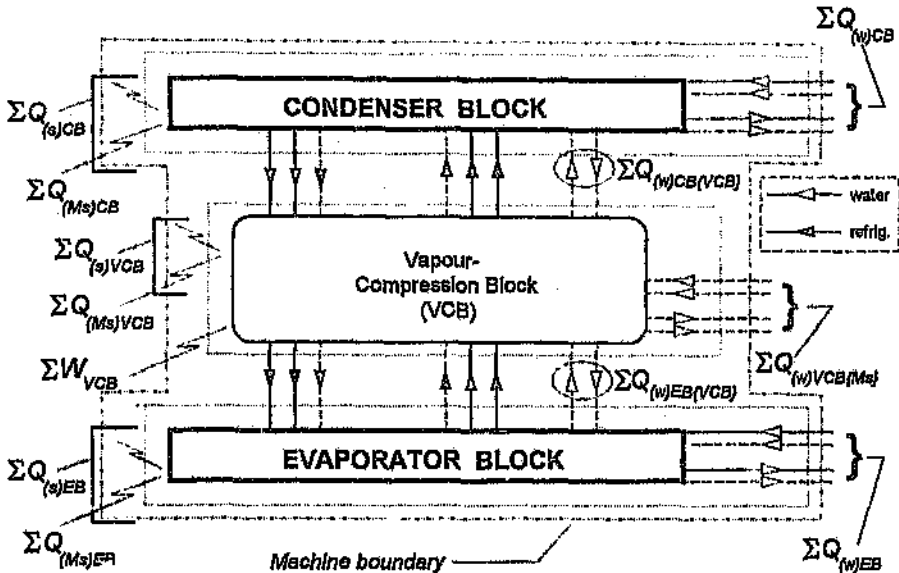 ΣQ(w)CB
CONDENSER BLOCK
ΣQ(s)CB
ΣQ(w)CB(VCB)
ΣQ(Ms)CB
water
refrig.
ΣQ(s)VCB
Vapour-
Compression Block
(VCB)
ΣQ(Ms)VCB
ΣW VCB
ΣQ(w)VCB(Ms)
ΣQ(w)EB(VCB)
EVAPORATOR BLOCK
ΣQ(s)EB
ΣQ(Ms)EB
Machine boundary
ΣQ(w)EB